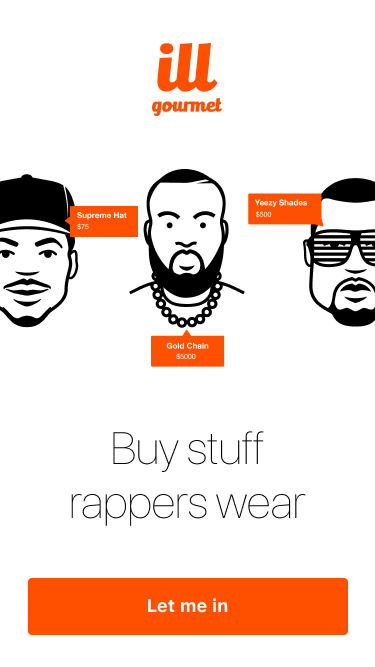 ill
gourmet
Supreme Hat
$75
Yeezy Shades
$500
Gold Chain
$5000
Buy stuff
rappers wear
Let me in